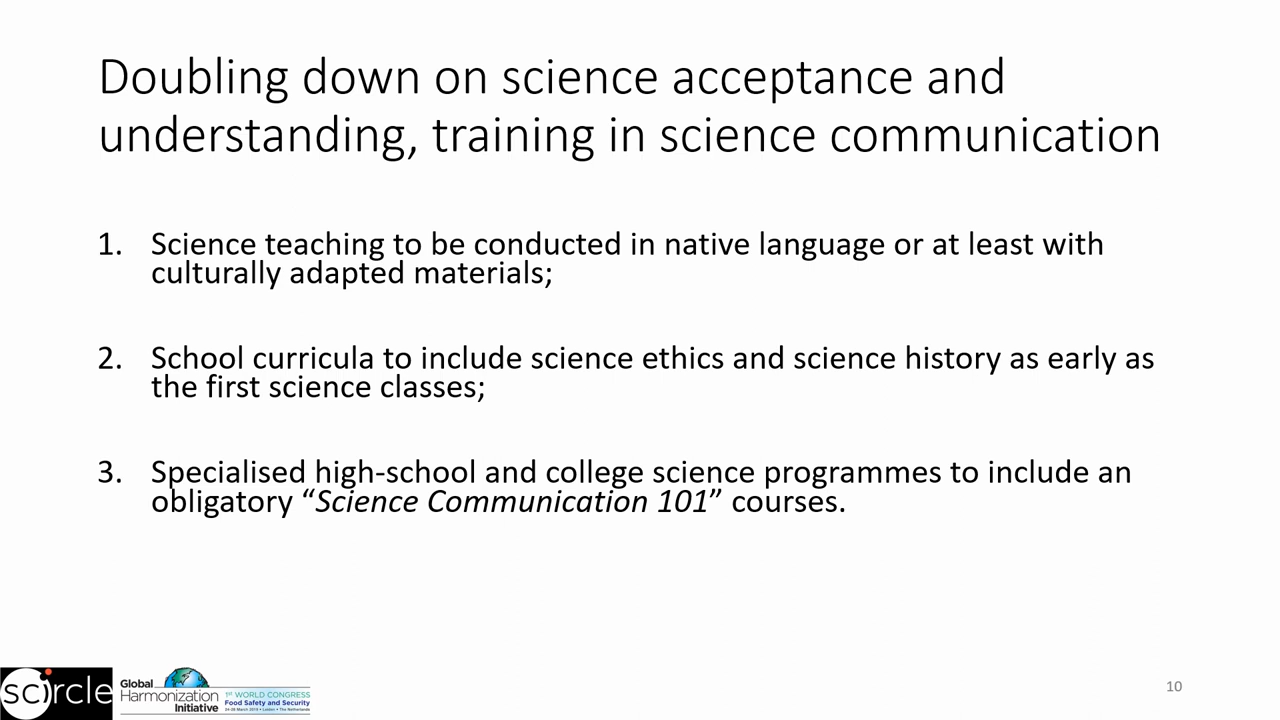 Doubling down on science acceptance and
understanding, training in science communication
1. Science teaching to be conducted in native language or at least with
culturally adapted materials;
2. School curricula to include science ethics and science history as early as
the first science classes;
3. Specialised high-school and college science programmes to include an
obligatory “Science Communication 101” courses.
scircle
Global
Harmonization
Initiative
1ST WORLD CONGRESS
Food Safety and Security
10